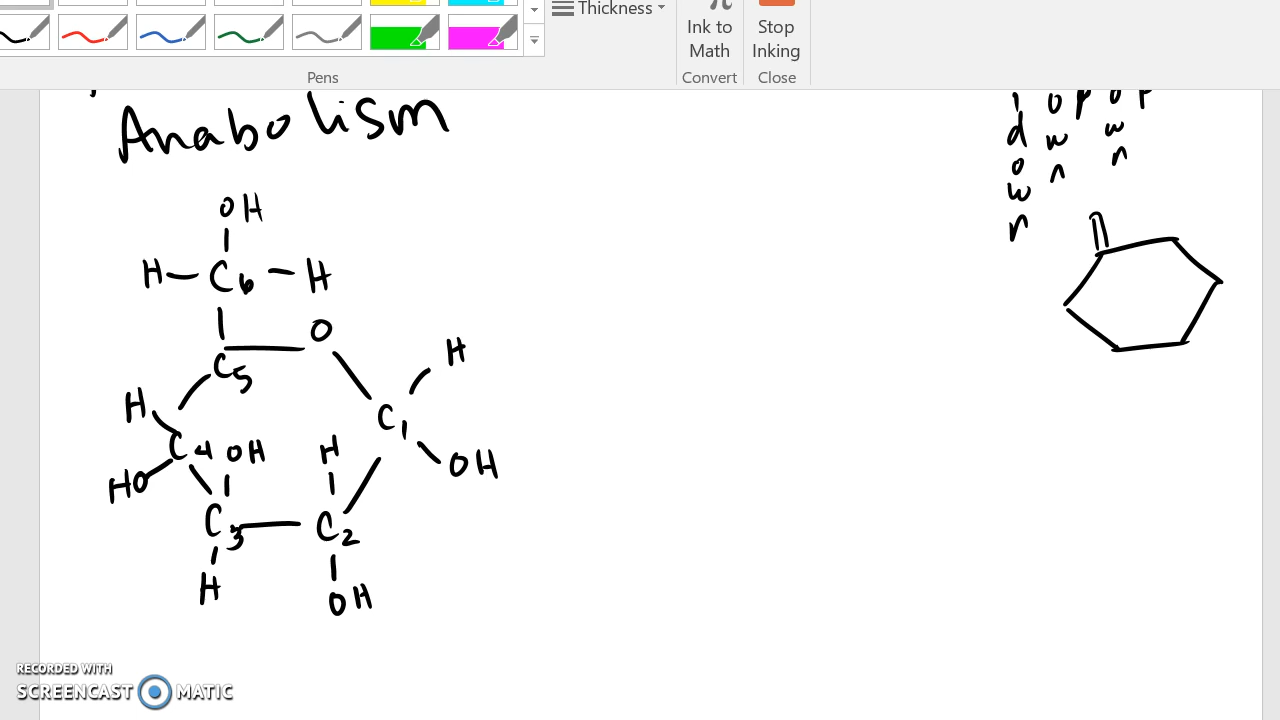 Thickness
Ink to Math
Stop Inking
Pens
Convert
Close
Anabolism
OH
H C6 H
O
C5
H
H
C1
C4 OH H
OH
HO
C3 C2
H
OH
RECORDED WITH
SCREENCAST MATIC